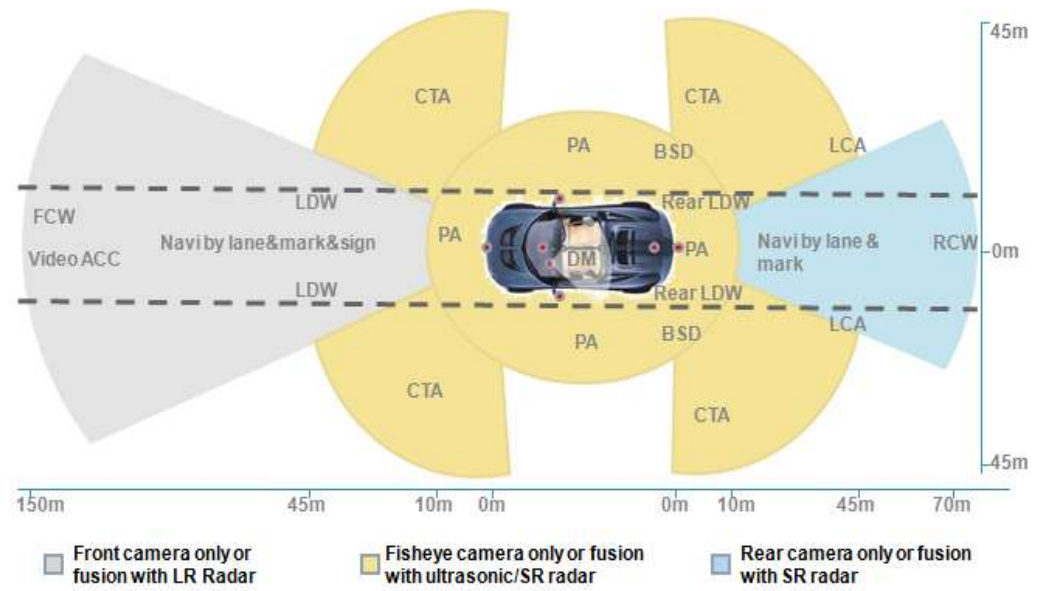 45m
CTA
CTA
PA
BSD
LCA
LDW
Rear LDW
FCW
PA
Navi by lane&mark&sign
Navi by lane &
mark
RCW
0m
Video ACC
DM
PA
LDW
Rear LDW
PA
BSD
LCA
CTA
CTA
45m
150m
45m
10m
0m
0m
10m
45m
70m
Front camera only or
fusion with LR Radar
Fisheye camera only or fusion
with ultrasonic/SR radar
Rear camera only or fusion
with SR radar